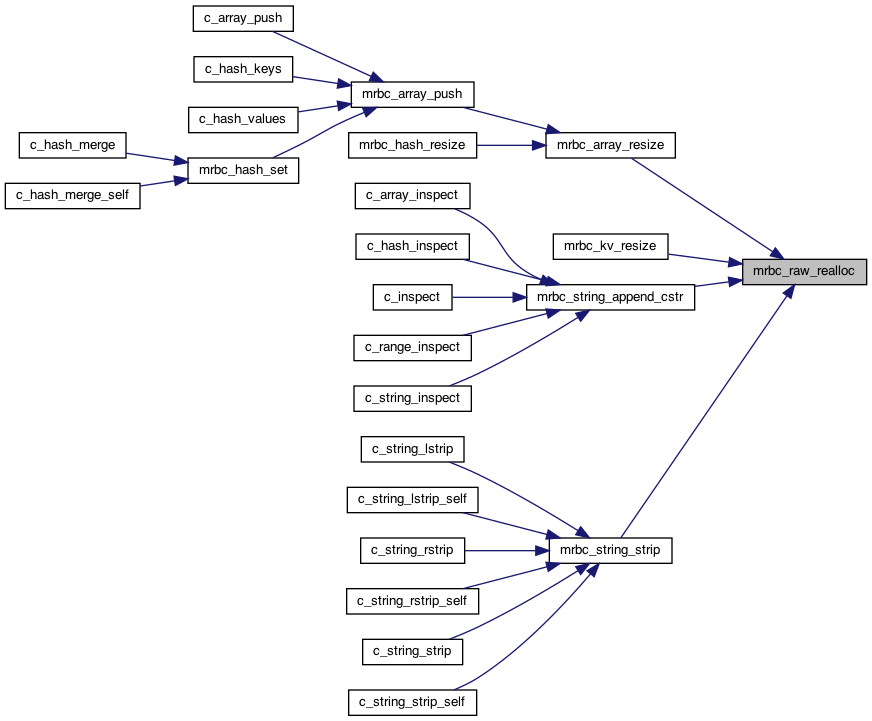 c_array_push
c_hash_keys
mrbc_array_push
c_hash_values
c_hash_merge
mrbc_hash_resize
mrbc_array_resize
mrbc_hash_set
c_hash_merge_self
c_array_inspect
c_hash_inspect
mrbc_kv_resize
mrbc_raw_realloc
c_inspect
mrbc_string_append_cstr
c_range_inspect
c_string_inspect
c_string_lstrip
c_string_lstrip_self
c_string_rstrip
mrbc_string_strip
c_string_rstrip_self
c_string_strip
c_string_strip_self